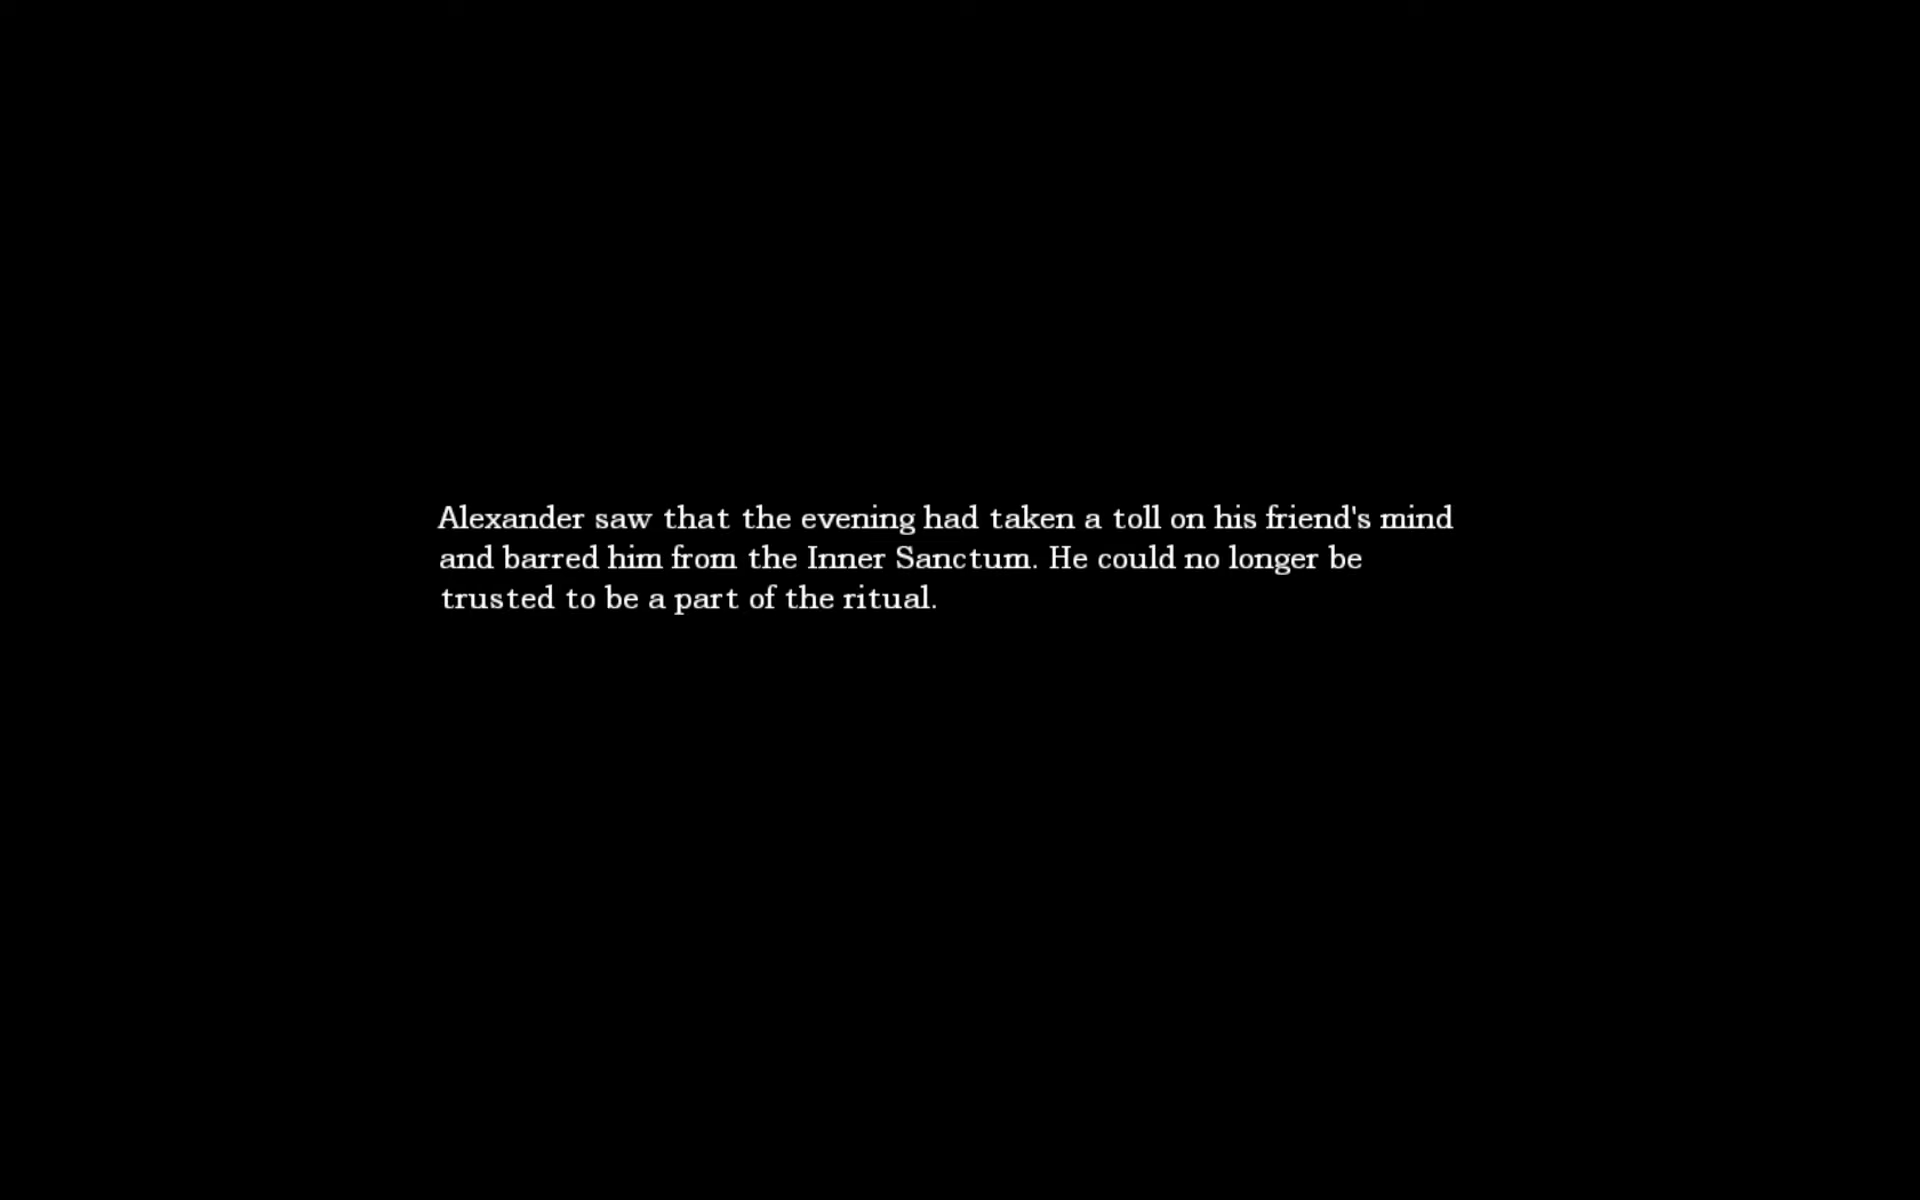 Alexander saw that the evening had taken a toll on his friend's mind
and barred him from the Inner Sanctum. He could no longer be
trusted to be a part of the ritual.